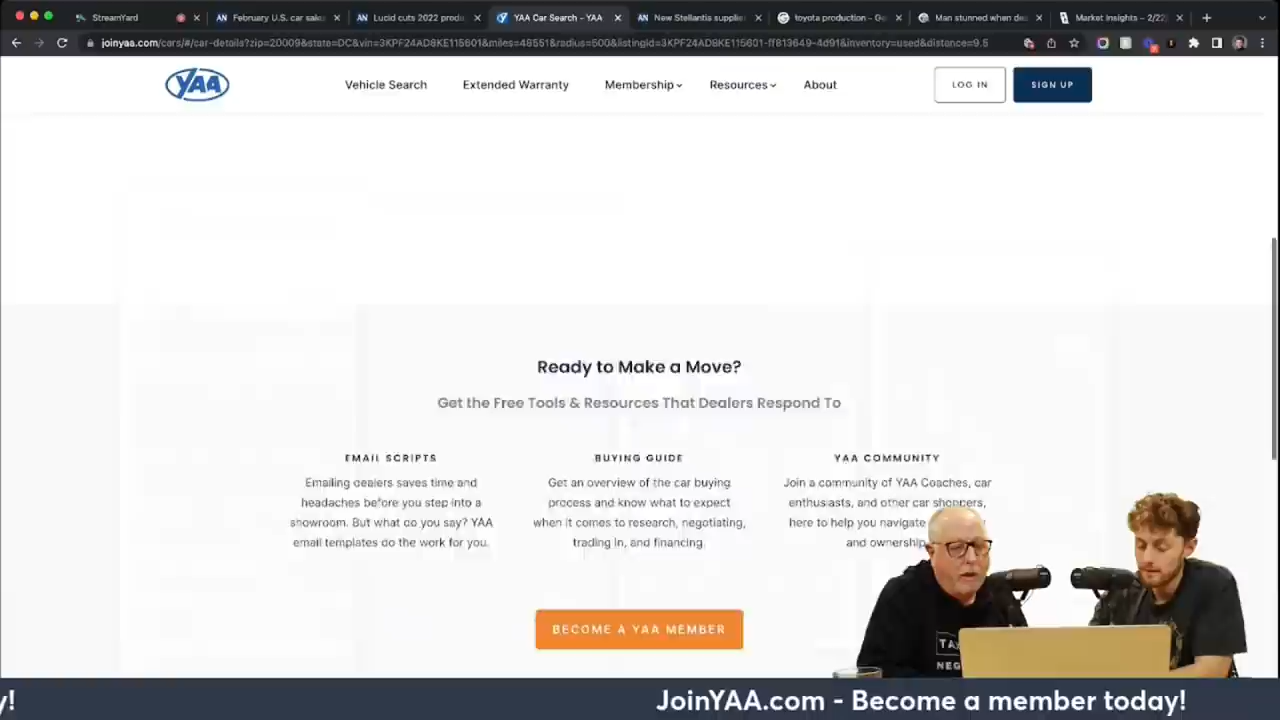 StreamYard
February U.S. car sale
Lucid cuts 2022 produ
YAA Car Search - YAA
New Stellantis supplie
toyota production - Go
Man stunned when dea
Market Insights – 2/22
joinyaa.com/cars/#/car-details?zip=20009&state=DC&vin=3KPF24AD8KE115601&miles=48551&radius=500&listingId=3KPF24AD8KE115601-ff813649-4d91&inventory=used&distance=9.5
YAA
Vehicle Search
Extended Warranty
Membership
Resources
About
LOG IN
SIGN UP
Ready to Make a Move?
Get the Free Tools & Resources That Dealers Respond To
EMAIL SCRIPTS
Emailing dealers saves time and
headaches before you step into a
showroom. But what do you say? YAA
email templates do the work for you.
BUYING GUIDE
Get an overview of the car buying
process and know what to expect
when it comes to research, negotiating,
trading in, and financing.
YAA COMMUNITY
Join a community of YAA Coaches, car
enthusiasts, and other car shoppers,
here to help you navigate
and ownership
BECOME A YAA MEMBER
NEG
y!
JoinYAA.com - Become a member today!